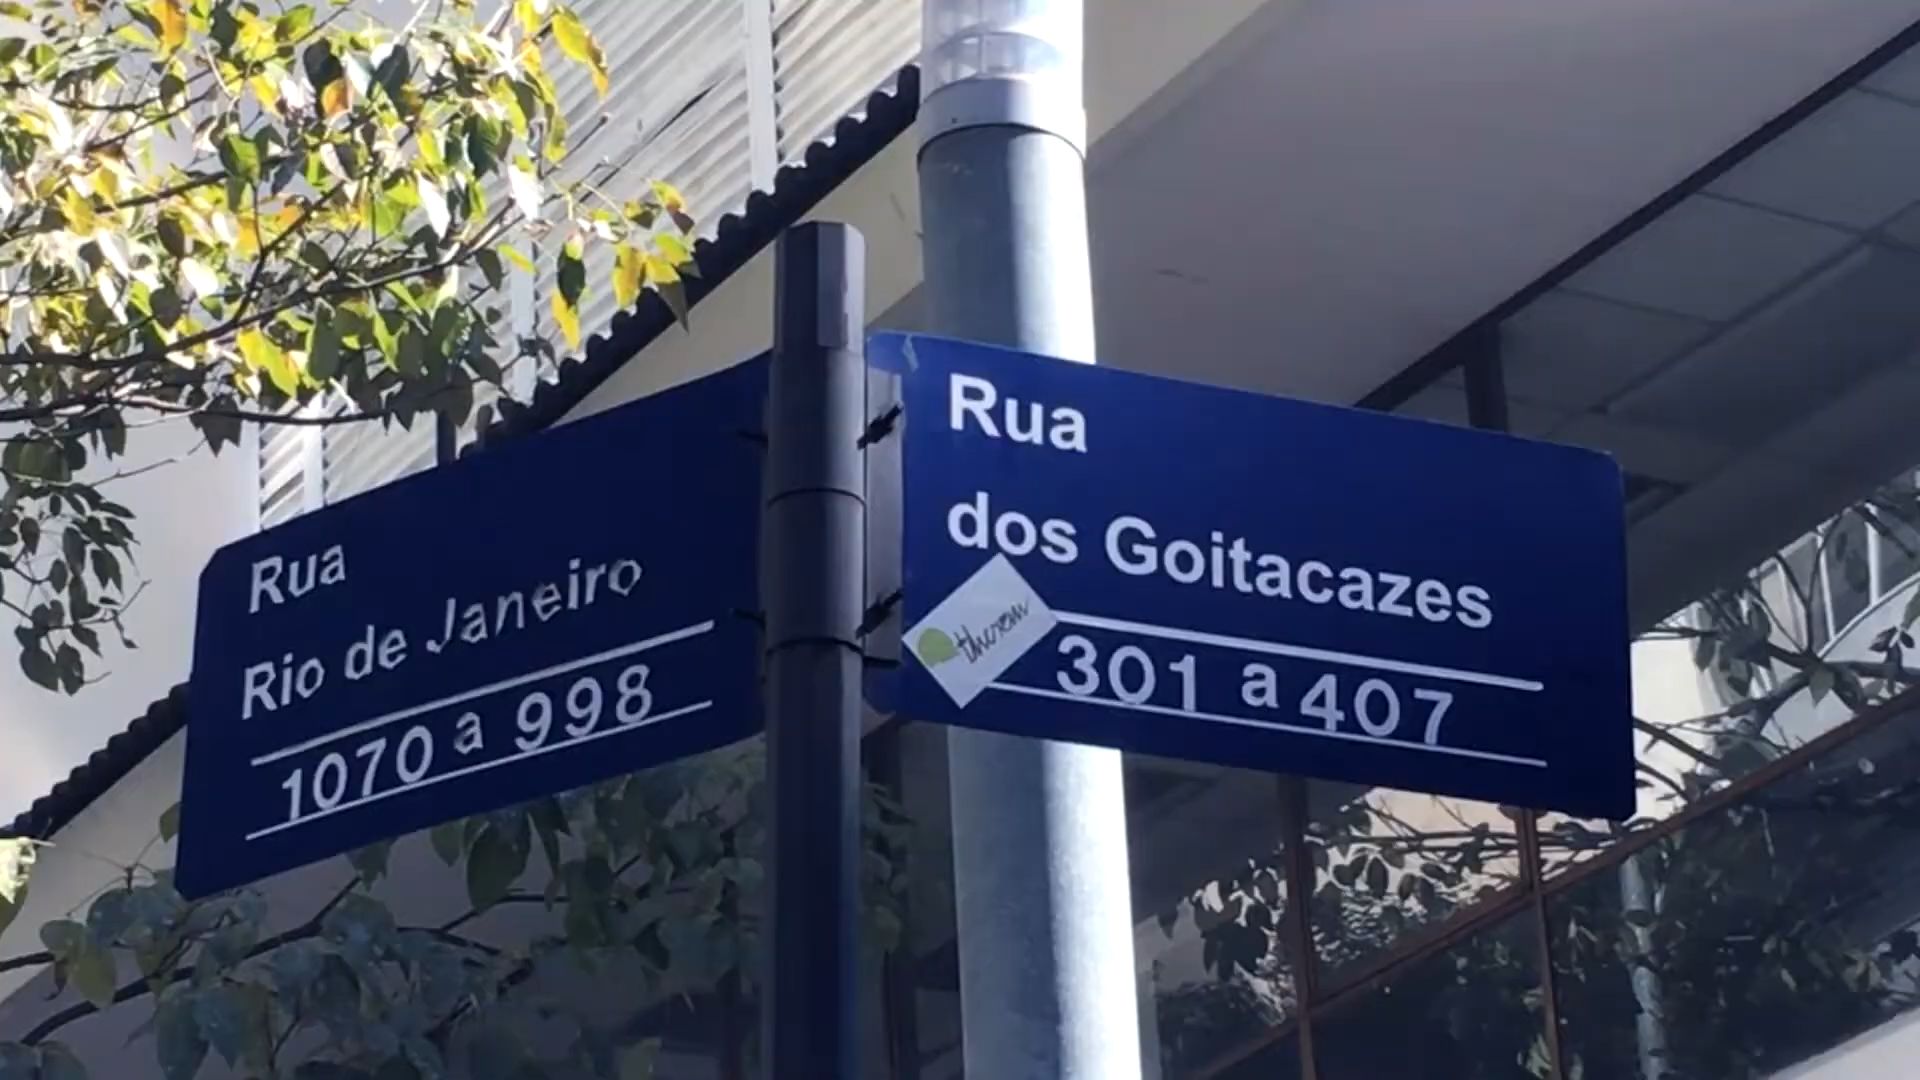 Rua
Rio de Janeiro
1070 a 998
Rua
dos Goitacazes
301 a 407